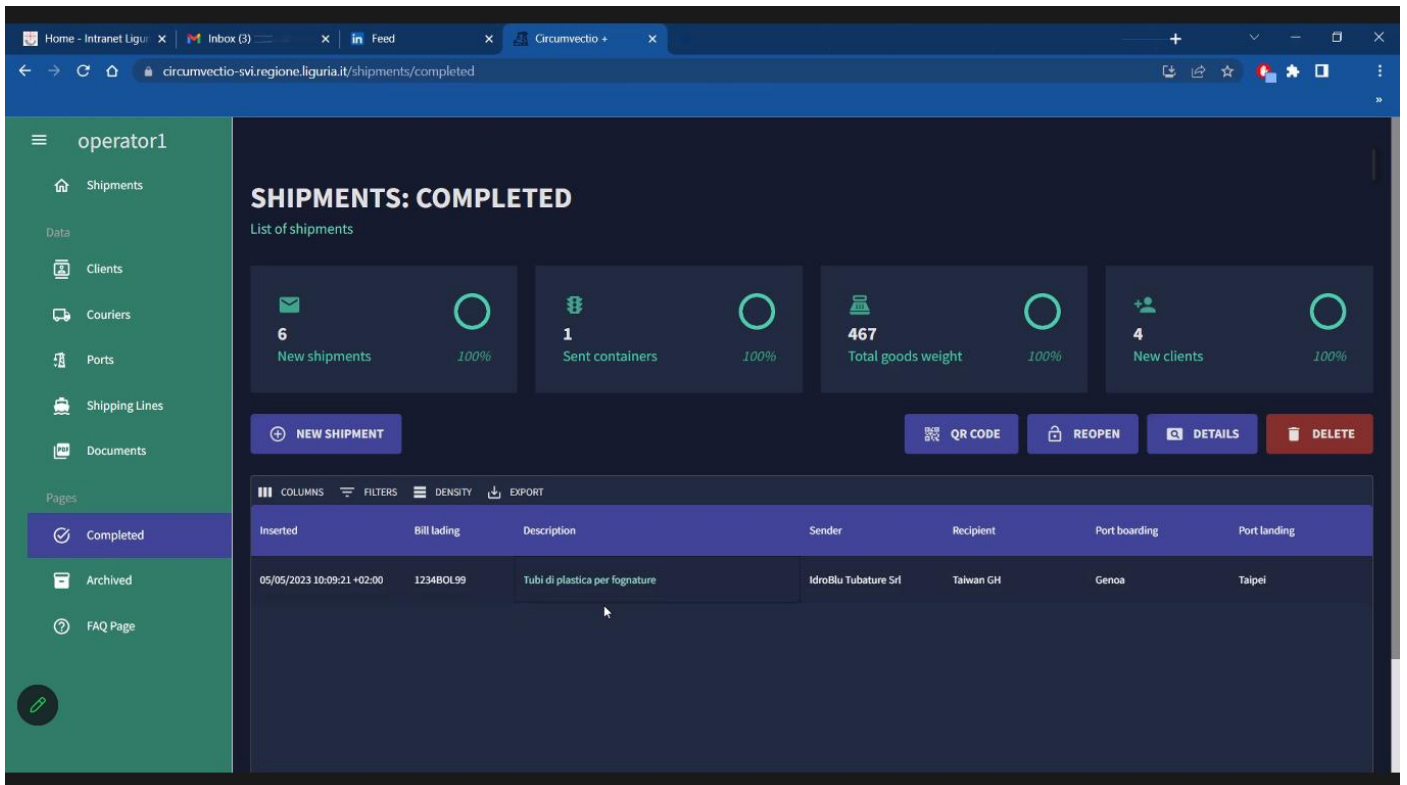 Home - Intranet Ligur
Inbox (3)
Feed
Circumvectio +
circumvectio-svi.regione.liguria.it/shipments/completed
operator1
Shipments
Data
Clients
Couriers
Ports
Shipping Lines
Documents
Pages
Completed
Archived
FAQ Page
SHIPMENTS: COMPLETED
List of shipments
6
New shipments 100%
1
Sent containers 100%
467
Total goods weight 100%
4
New clients 100%
NEW SHIPMENT
QR CODE
REOPEN
DETAILS
DELETE
COLUMNS FILTERS DENSITY EXPORT
Inserted Bill lading Description Sender Recipient Port boarding Port landing
05/05/2023 10:09:21 +02:00 1234BOL99 Tubi di plastica per fognature IdroBlu Tubature Srl Taiwan GH Genoa Taipei